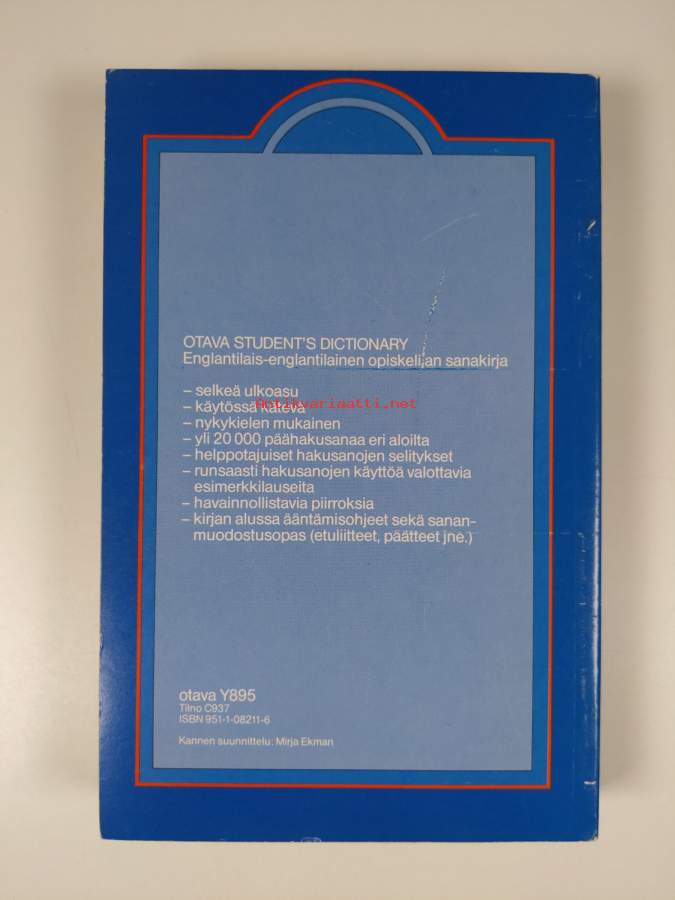 OTAVA STUDENT'S DICTIONARY
Englantilais-englantilainen opiskelijan sanakirja
– selkeä ulkoasu
– käytössä kätevä
antikvariaatti.net
– nykykielen mukainen
– yli 20 000 päähakusanaa eri aloilta
– helppotajuiset hakusanojen selitykset
– runsaasti hakusanojen käyttöä valottavia
esimerkkilauseita
– havainnollistavia piirroksia
– kirjan alussa ääntämisohjeet sekä sanan-
muodostusopas (etuliitteet, päätteet jne.)
otava Y895
Tilno C937
ISBN 951-1-08211-6
Kannen suunnittelu: Mirja Ekman